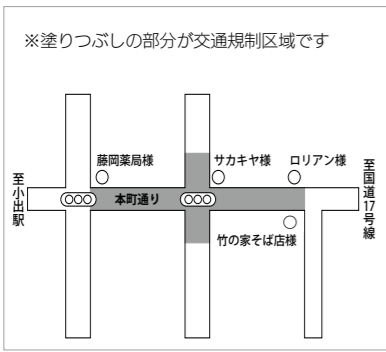 ※塗りつぶしの部分が交通規制区域です
藤岡薬局様
サカキヤ様
ロリアン様
至小出駅
本町通り
至国道17号線
竹の家そば店様